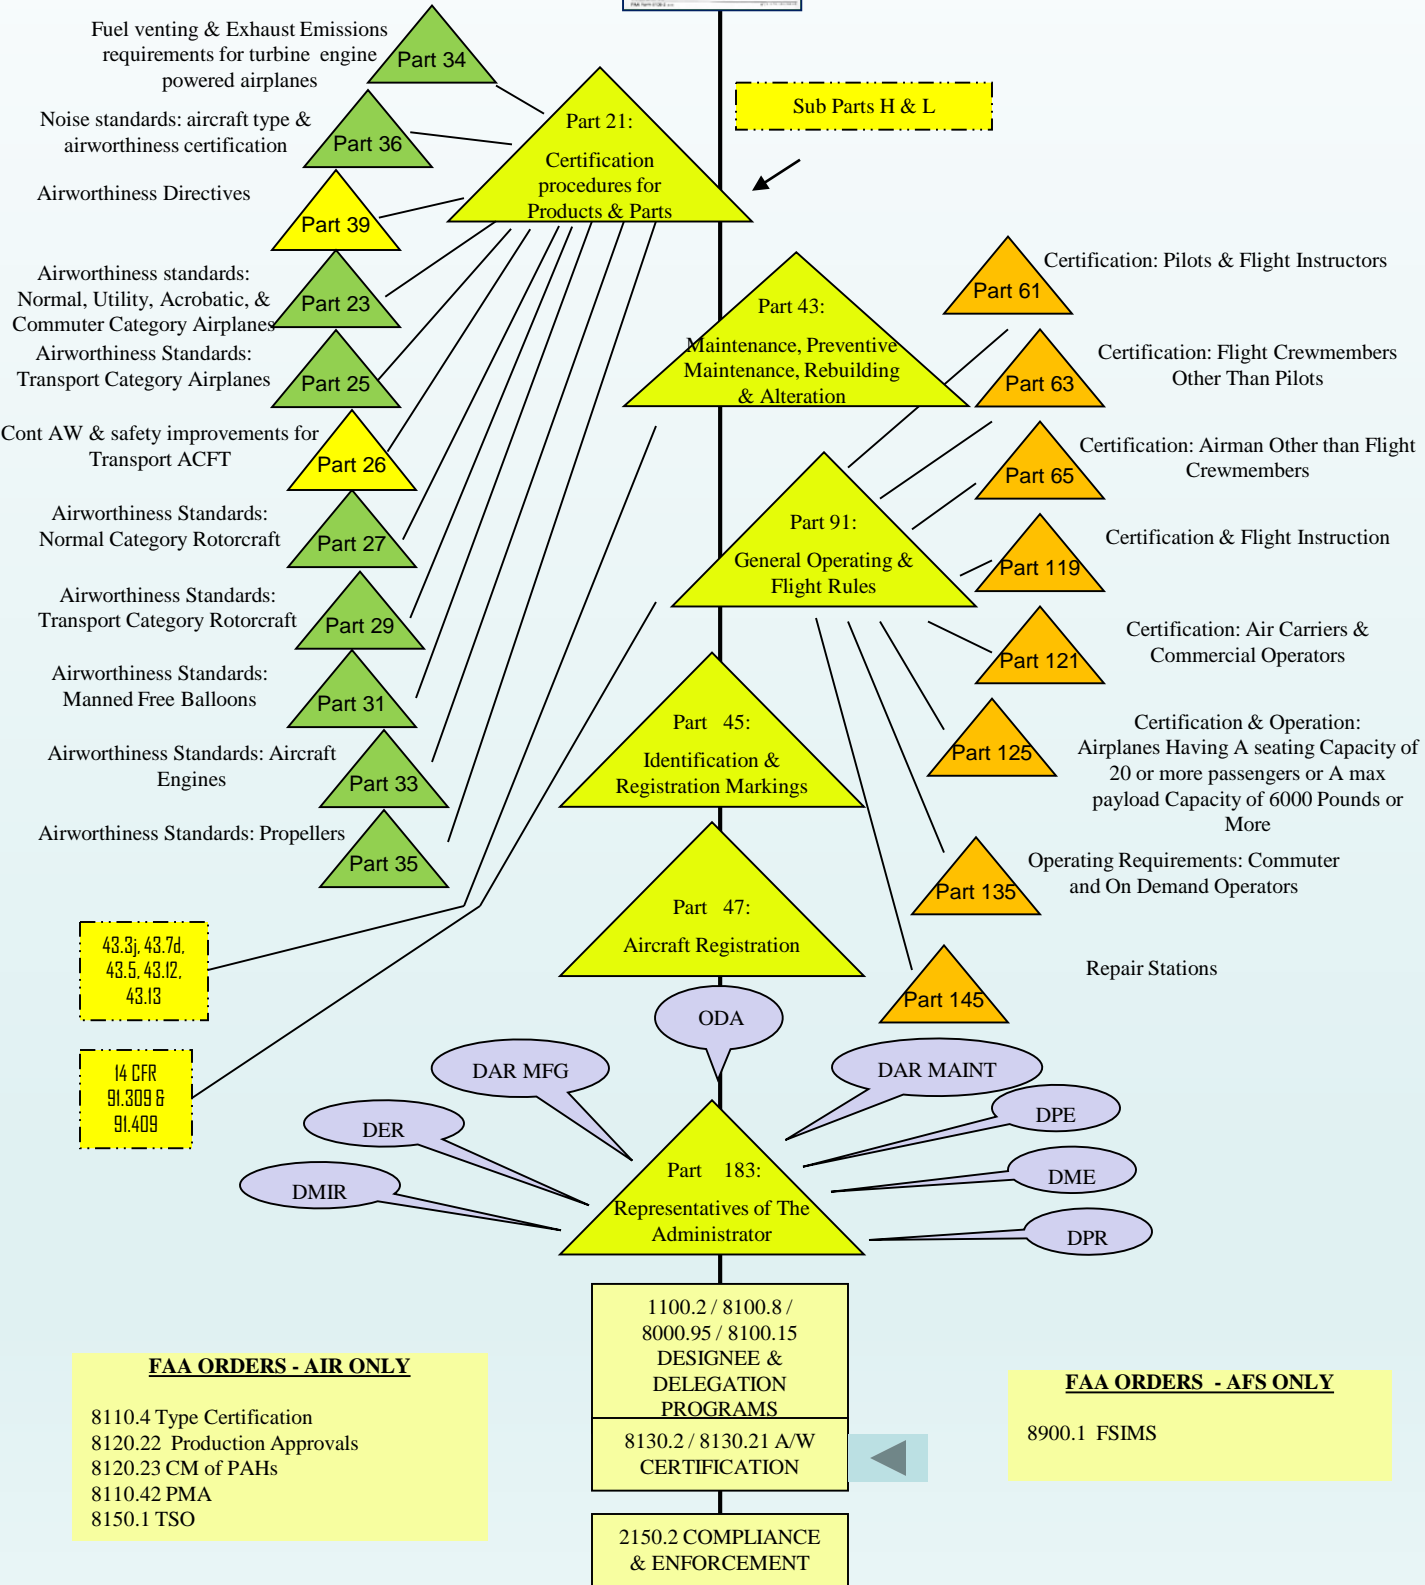 Fuel venting & Exhaust Emissions
requirements for turbine engine
powered airplanes
Part 34
Noise standards: aircraft type &
airworthiness certification
Part 36
Airworthiness Directives
Part 39
Airworthiness standards:
Normal, Utility, Acrobatic, &
Commuter Category Airplanes
Part 23
Airworthiness Standards:
Transport Category Airplanes
Part 25
Cont AW & safety improvements for
Transport ACFT
Part 26
Airworthiness Standards:
Normal Category Rotorcraft
Part 27
Airworthiness Standards:
Transport Category Rotorcraft
Part 29
Airworthiness Standards:
Manned Free Balloons
Part 31
Airworthiness Standards: Aircraft
Engines
Part 33
Airworthiness Standards: Propellers
Part 35
43.3j, 43.7d,
43.5, 43.12,
43.13
14 CFR
91.309 &
91.409
Part 21:
Certification
procedures for
Products & Parts
Sub Parts H & L
Part 43:
Maintenance, Preventive
Maintenance, Rebuilding
& Alteration
Part 91:
General Operating &
Flight Rules
Part 45:
Identification &
Registration Markings
Part 47:
Aircraft Registration
Part 61
Certification: Pilots & Flight Instructors
Part 63
Certification: Flight Crewmembers
Other Than Pilots
Part 65
Certification: Airman Other than Flight
Crewmembers
Part 119
Certification & Flight Instruction
Part 121
Certification: Air Carriers &
Commercial Operators
Part 125
Certification & Operation:
Airplanes Having A seating Capacity of
20 or more passengers or A max
payload Capacity of 6000 Pounds or
More
Part 135
Operating Requirements: Commuter
and On Demand Operators
Part 145
Repair Stations
ODA
DAR MFG
DAR MAINT
DER
DPE
DMIR
DME
DPR
Part 183:
Representatives of The
Administrator
1100.2 / 8100.8 /
8000.95 / 8100.15
DESIGNEE &
DELEGATION
PROGRAMS
8130.2 / 8130.21 A/W
CERTIFICATION
2150.2 COMPLIANCE
& ENFORCEMENT
FAA ORDERS - AIR ONLY
8110.4 Type Certification
8120.22 Production Approvals
8120.23 CM of PAHs
8110.42 PMA
8150.1 TSO
FAA ORDERS - AFS ONLY
8900.1 FSIMS